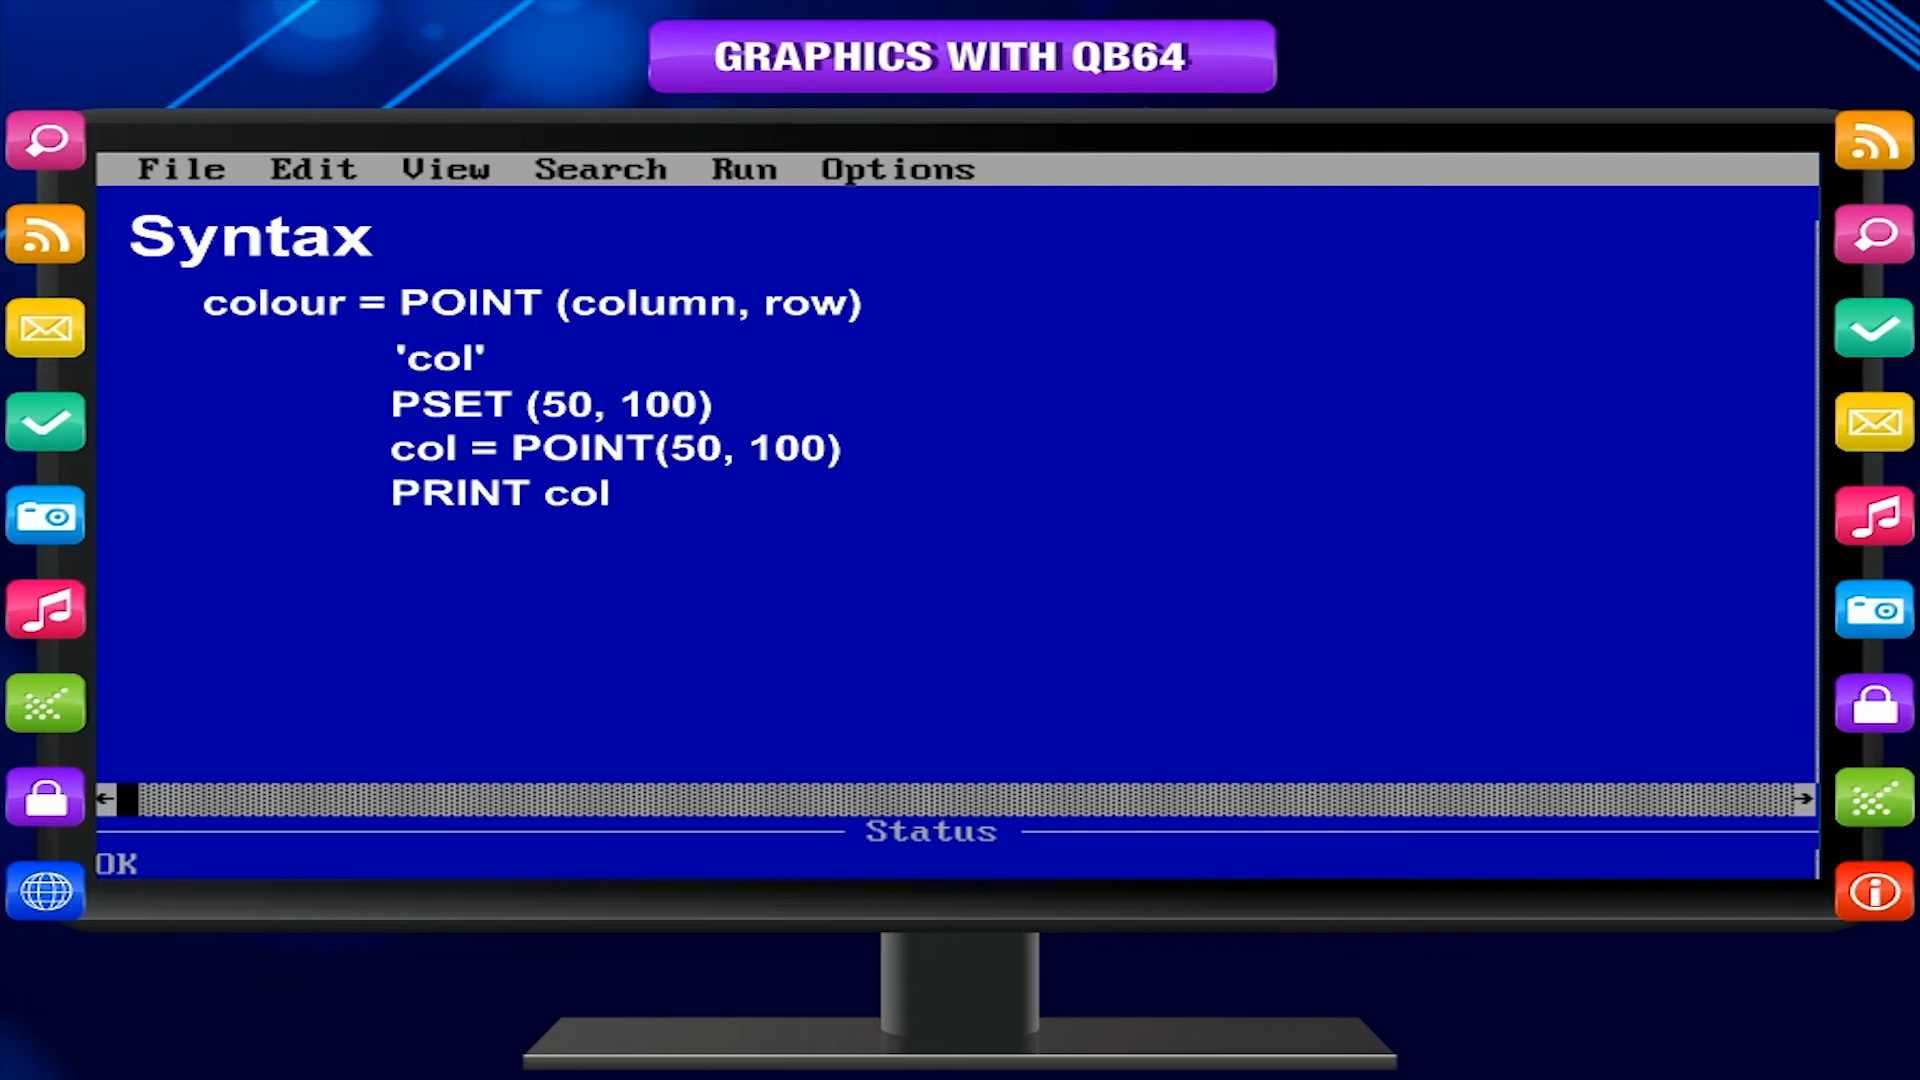 GRAPHICS WITH QB64
File Edit View Search Run Options
Syntax
colour = POINT (column, row)
'col'
PSET (50, 100)
col = POINT(50, 100)
PRINT col
Status
OK